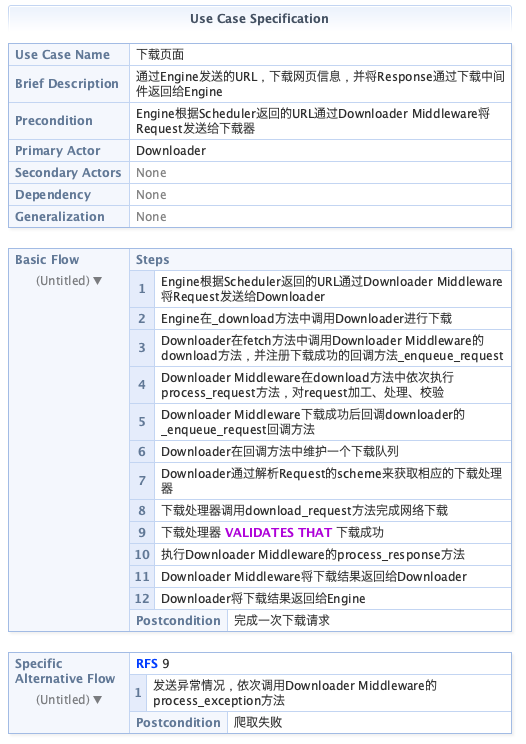 Use Case Specification
Use Case Name 下载页面
Brief Description 通过Engine发送的URL，下载网页信息，并将Response通过下载中间
件返回给Engine
Precondition Engine根据Scheduler返回的URL通过Downloader Middleware将
Request发送给下载器
Primary Actor Downloader
Secondary Actors None
Dependency None
Generalization None
Basic Flow
(Untitled) ▼
Steps
1 Engine根据Scheduler返回的URL通过Downloader Middleware
将Request发送给Downloader
2 Engine在_download方法中调用Downloader进行下载
3 Downloader在fetch方法中调用Downloader Middleware的
download方法，并注册下载成功的回调方法_enqueue_request
4 Downloader Middleware在download方法中依次执行
process_request方法，对request加工、处理、校验
5 Downloader Middleware下载成功后回调downloader的
_enqueue_request回调方法
6 Downloader在回调方法中维护一个下载队列
7 Downloader通过解析Request的scheme来获取相应的下载处理
器
8 下载处理器调用download_request方法完成网络下载
9 下载处理器 VALIDATES THAT 下载成功
10 执行Downloader Middleware的process_response方法
11 Downloader Middleware将下载结果返回给Downloader
12 Downloader将下载结果返回给Engine
Postcondition 完成一次下载请求
Specific
Alternative Flow
(Untitled) ▼
RFS 9
1 发送异常情况，依次调用Downloader Middleware的
process_exception方法
Postcondition 爬取失败